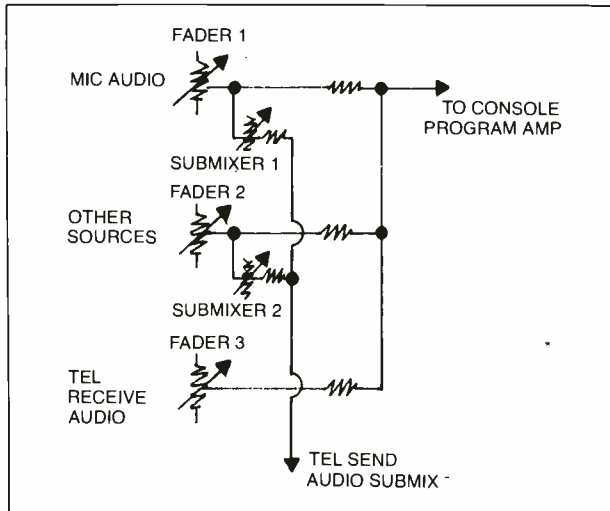 FADER 1
MIC AUDIO
TO CONSOLE
PROGRAM AMP
SUBMIXER 1
FADER 2
OTHER
SOURCES
SUBMIXER 2
FADER 3
TEL
RECEIVE
AUDIO
TEL SEND
AUDIO SUBMIX